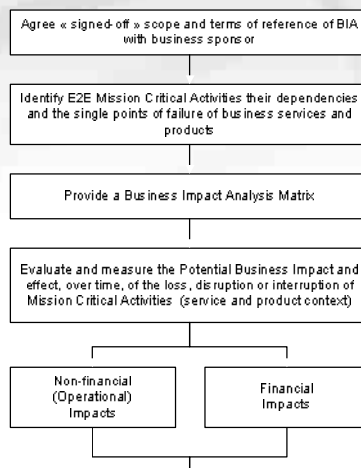 Agree « signed-off » scope and terms of reference of BIA
with business sponsor
Identify E2E Mission Critical Activities their dependencies
and the single points of failure of business services and
products
Provide a Business Impact Analysis Matrix
Evaluate and measure the Potential Business Impact and
effect, over time, of the loss, disruption or interruption of
Mission Critical Activities (service and product context)
Non-financial
(Operational)
Impacts
Financial
Impacts